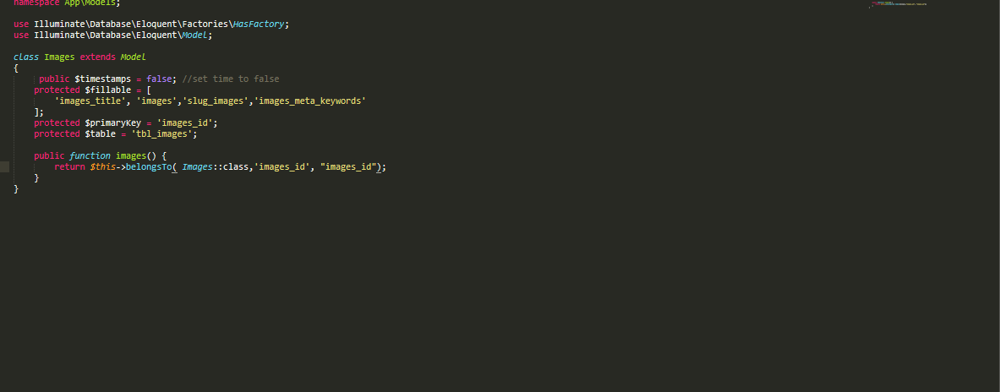 namespace App\Models;
use Illuminate\Database\Eloquent\Factories\HasFactory;
use Illuminate\Database\Eloquent\Model;
class Images extends Model
{
public $timestamps = false; //set time to false
protected $fillable = [
'images_title', 'images','slug_images','images_meta_keywords'
];
protected $primaryKey = 'images_id';
protected $table = 'tbl_images';
public function images() {
return $this->belongsTo( Images::class,'images_id', "images_id");
}
}